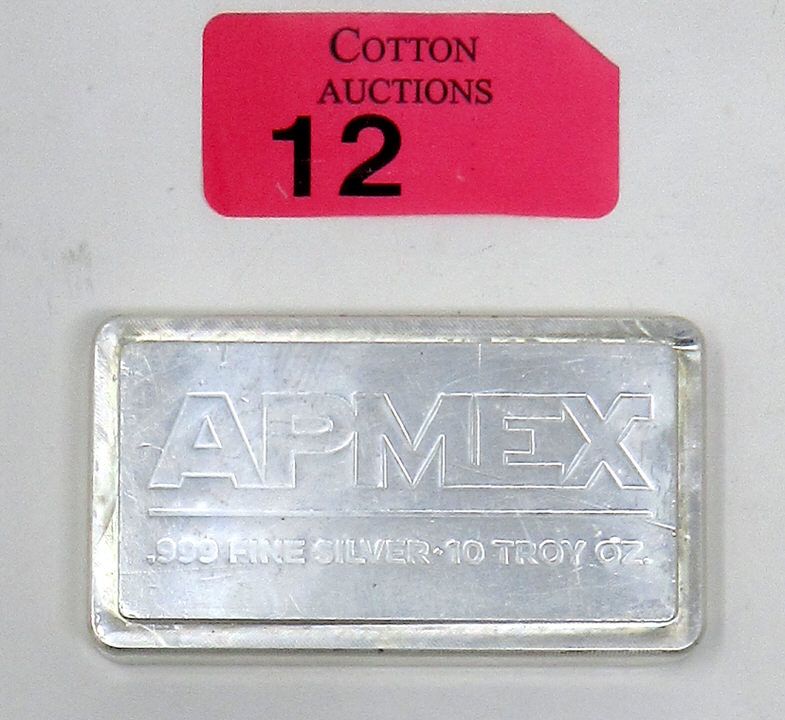 COTTON
AUCTIONS
12
APMEX
.999 FINE SILVER•10 TROY OZ.